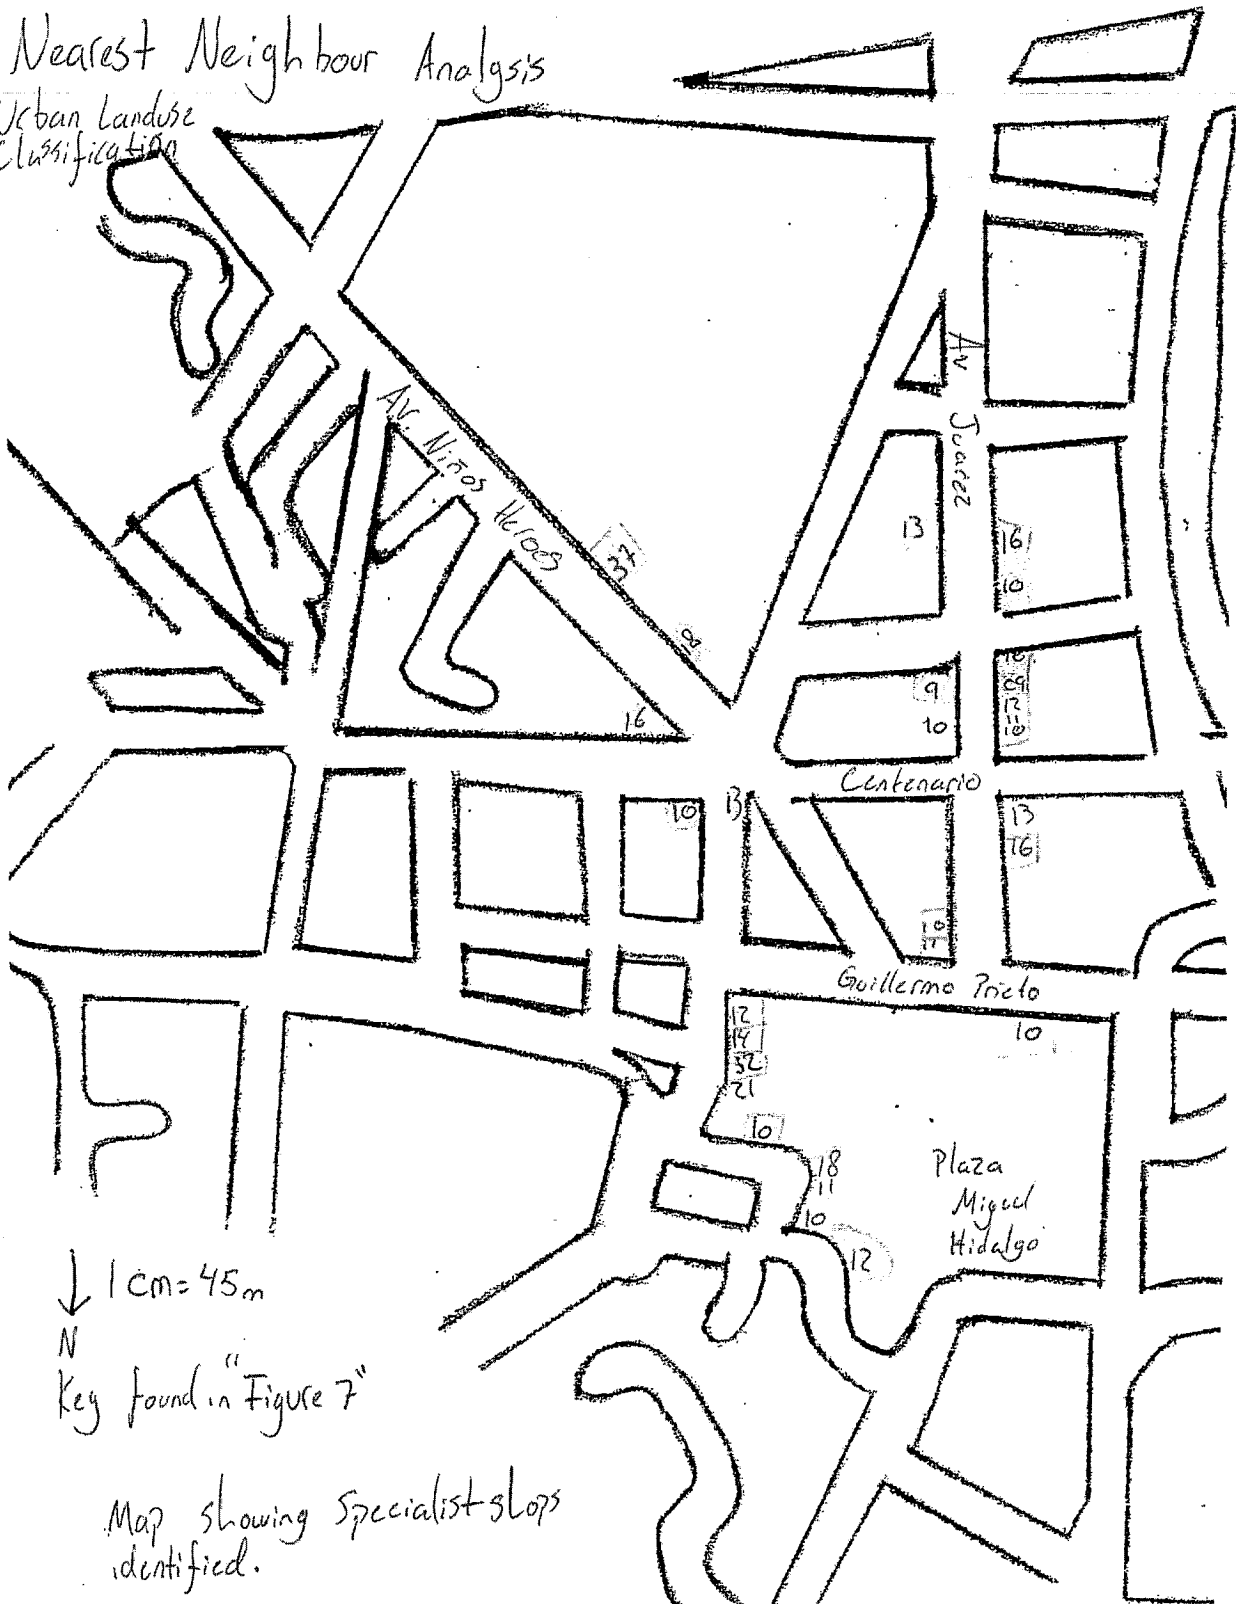 Nearest Neighbour Analysis
Urban Landuse
Classification
Av. Niños Heroes
Av Juarez
13
16
10
37
9
10
16
10
13
Centenario
13
16
10
Guillermo Prieto
10
12
14
32
21
10
18
11
10
12
Plaza
Miguel
Hidalgo
1 cm = 45m
N
Key found in "Figure 7"
Map showing Specialist shops
identified.